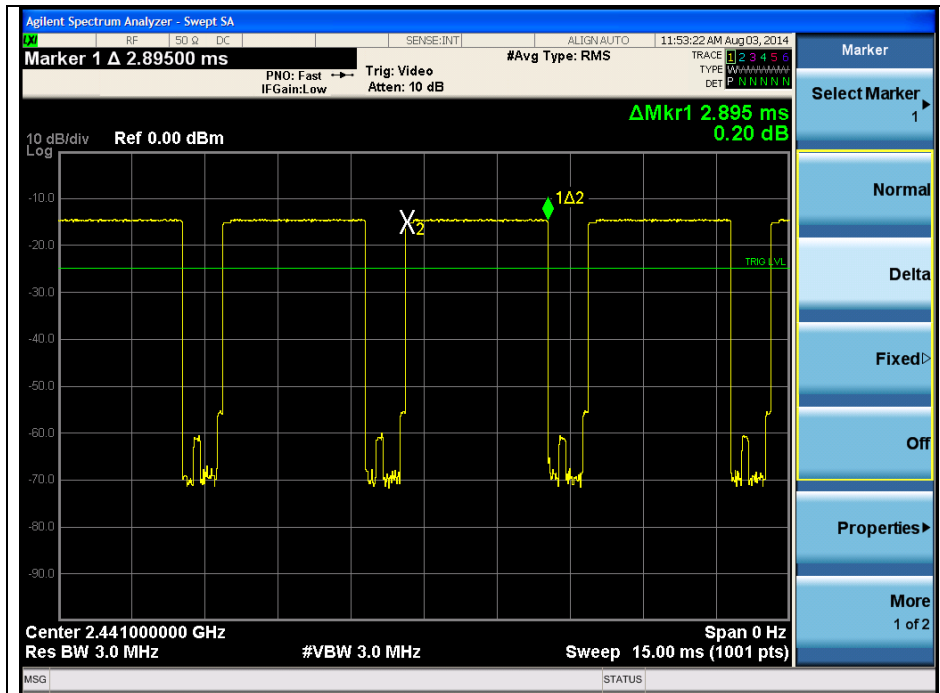 Agilent Spectrum Analyzer - Swept SA
LXI RF 50 Ω DC SENSE:INT ALIGN AUTO 11:53:22 AM Aug 03, 2014
Marker 1 Δ 2.89500 ms
PNO: Fast
IFGain:Low
Trig: Video
Atten: 10 dB
#Avg Type: RMS
TRACE 1 2 3 4 5 6
TYPE W
DET P N N N N N
ΔMkr1 2.895 ms
0.20 dB
10 dB/div Ref 0.00 dBm
Log
1Δ2
X2
TRIG LVL
-10.0
-20.0
-30.0
-40.0
-50.0
-60.0
-70.0
-80.0
-90.0
Center 2.441000000 GHz Span 0 Hz
Res BW 3.0 MHz #VBW 3.0 MHz Sweep 15.00 ms (1001 pts)
MSG STATUS
Marker
Select Marker
1
Normal
Delta
Fixed
Off
Properties
More
1 of 2